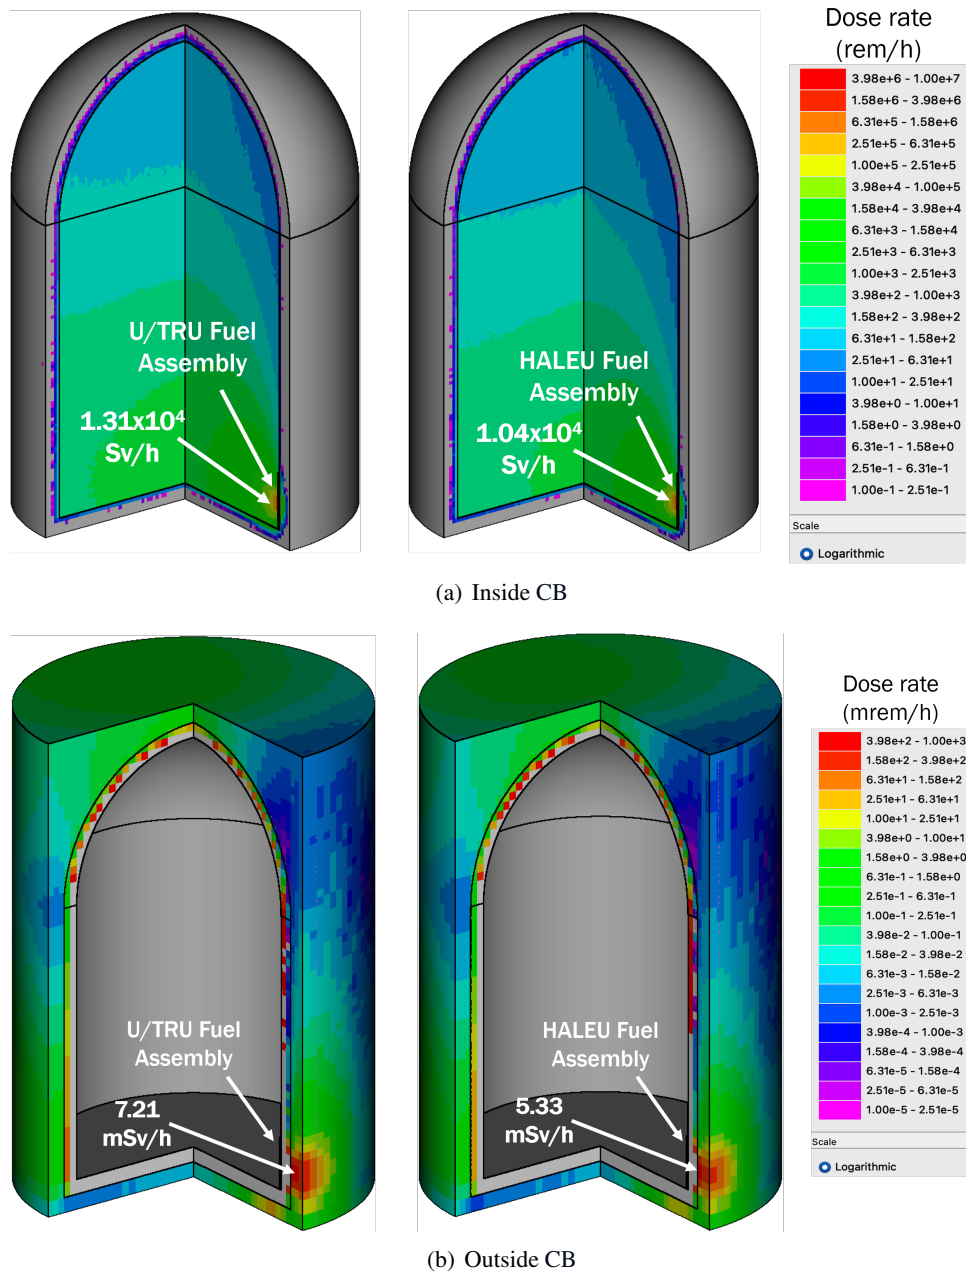 Dose rate
(rem/h)
3.98e+6 - 1.00e+7
1.58e+6 - 3.98e+6
6.31e+5 - 1.58e+6
2.51e+5 - 6.31e+5
1.00e+5 - 2.51e+5
3.98e+4 - 1.00e+5
1.58e+4 - 3.98e+4
6.31e+3 - 1.58e+4
2.51e+3 - 6.31e+3
1.00e+3 - 2.51e+3
3.98e+2 - 1.00e+3
1.58e+2 - 3.98e+2
6.31e+1 - 1.58e+2
2.51e+1 - 6.31e+1
1.00e+1 - 2.51e+1
3.98e+0 - 1.00e+1
1.58e+0 - 3.98e+0
6.31e-1 - 1.58e+0
2.51e-1 - 6.31e-1
1.00e-1 - 2.51e-1
Scale
Logarithmic
U/TRU Fuel
Assembly
1.31x10⁴
Sv/h
HALEU Fuel
Assembly
1.04x10⁴
Sv/h
(a) Inside CB
Dose rate
(mrem/h)
3.98e+2 - 1.00e+3
1.58e+2 - 3.98e+2
6.31e+1 - 1.58e+2
2.51e+1 - 6.31e+1
1.00e+1 - 2.51e+1
3.98e+0 - 1.00e+1
1.58e+0 - 3.98e+0
6.31e-1 - 1.58e+0
2.51e-1 - 6.31e-1
1.00e-1 - 2.51e-1
3.98e-2 - 1.00e-1
1.58e-2 - 3.98e-2
6.31e-3 - 1.58e-2
2.51e-3 - 6.31e-3
1.00e-3 - 2.51e-3
3.98e-4 - 1.00e-3
1.58e-4 - 3.98e-4
6.31e-5 - 1.58e-4
2.51e-5 - 6.31e-5
1.00e-5 - 2.51e-5
Scale
Logarithmic
U/TRU Fuel
Assembly
7.21
mSv/h
HALEU Fuel
Assembly
5.33
mSv/h
(b) Outside CB